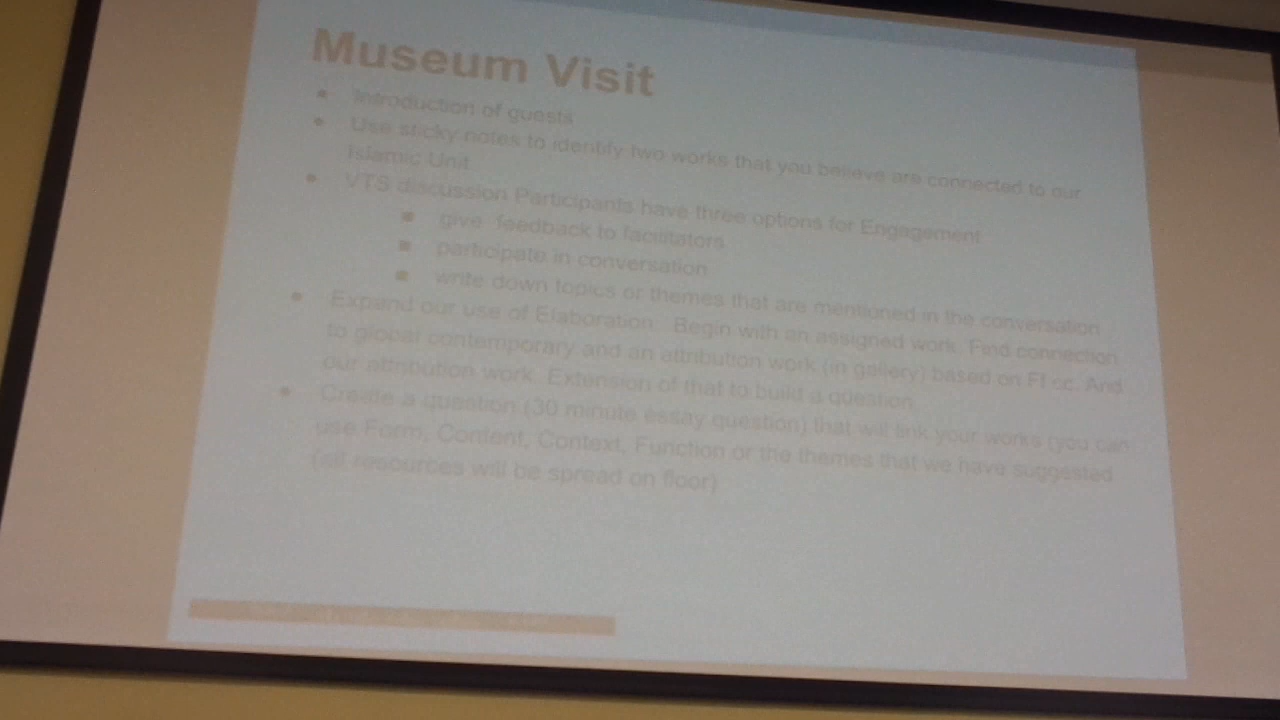 Museum Visit
Introduction of guests
Use sticky notes to identify two works that you believe are connected to our
Islamic Unit
VTS discussion Participants have three options for Engagement
give feedback to facilitators
participate in conversation
write down topics or themes that are mentioned in the conversation
Expand our use of Elaboration. Begin with an assigned work. Find connection
to global contemporary and an attribution work (in gallery) based on And
our attribution work. Extension of that to build a question.
Create a question (30 minute essay question) that will link your works (you can
use Form, Content, Context, Function or the themes that we have suggested
(all resources will be spread on floor)